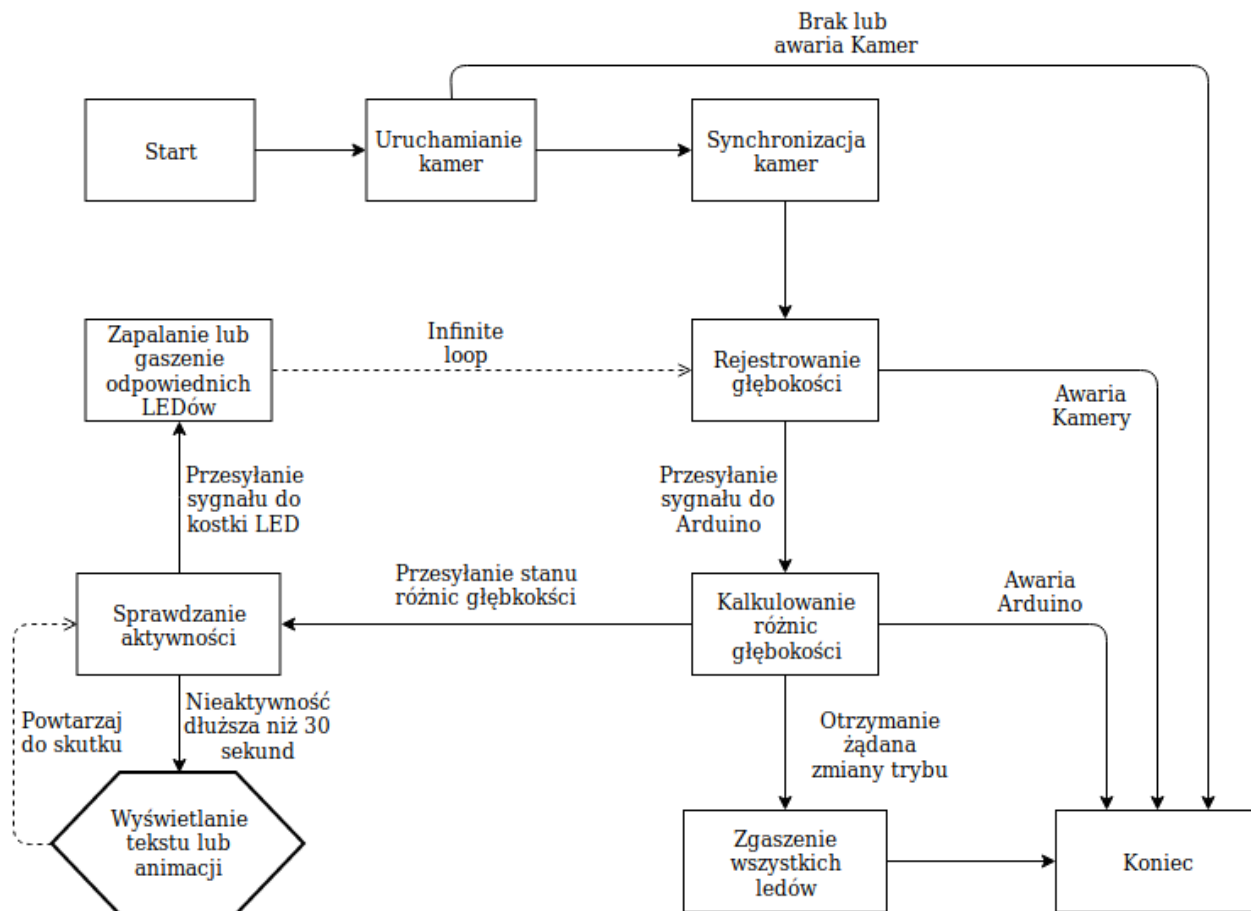 Brak lub
awaria Kamer
Start
Uruchamianie
kamer
Synchronizacja
kamer
Zapalanie lub
gaszenie
odpowiednich
LEDów
Infinite
loop
Rejestrowanie
głębokości
Awaria
Kamery
Przesyłanie
sygnału do
kostki LED
Przesyłanie
sygnału do
Arduino
Sprawdzanie
aktywności
Przesyłanie stanu
różnic głębkokści
Kalkulowanie
różnic
głębokości
Awaria
Arduino
Powtarzaj
do skutku
Nieaktywność
dłuższa niż 30
sekund
Otrzymanie
żądana
zmiany trybu
Wyświetlanie
tekstu lub
animacji
Zgaszenie
wszystkich
ledów
Koniec